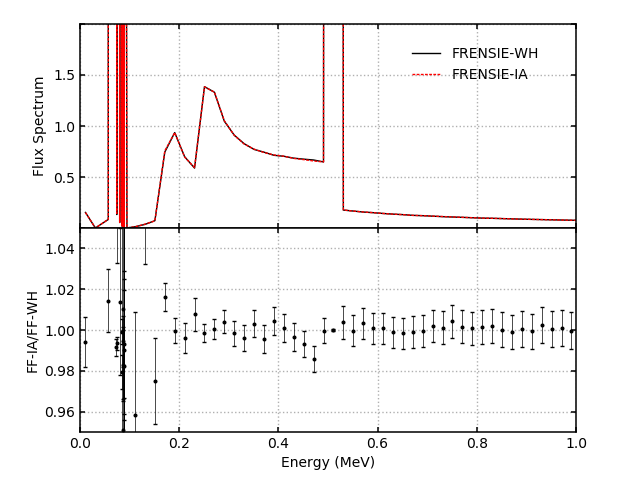 FRENSIE-WH
FRENSIE-IA
Flux Spectrum
1.5
1.0
0.5
FF-IA/FF-WH
1.04
1.02
1.00
0.98
0.96
0.0 0.2 0.4 0.6 0.8 1.0
Energy (MeV)